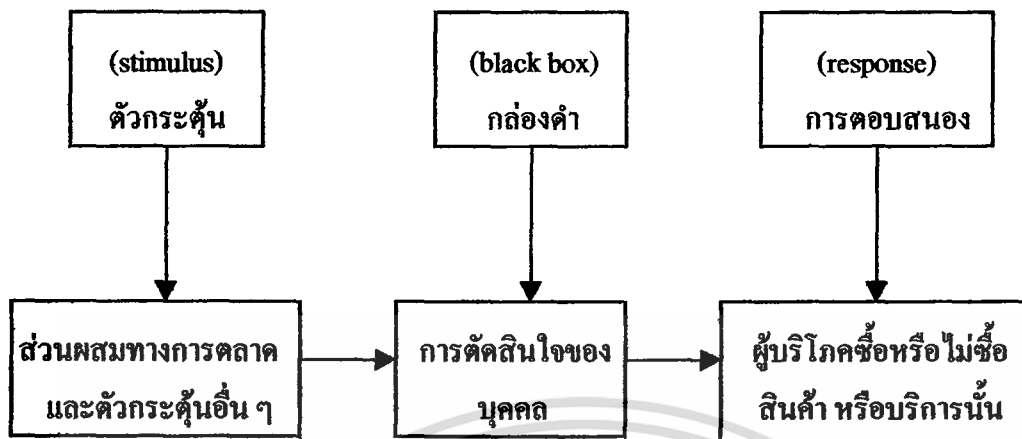 (stimulus)
ตัวกระตุ้น
(black box)
กล่องดำ
(response)
การตอบสนอง
ส่วนผสมทางการตลาด
และตัวกระตุ้นอื่น ๆ
การตัดสินใจของ
บุคคล
ผู้บริโภคซื้อหรือไม่ซื้อ
สินค้า หรือบริการนั้น